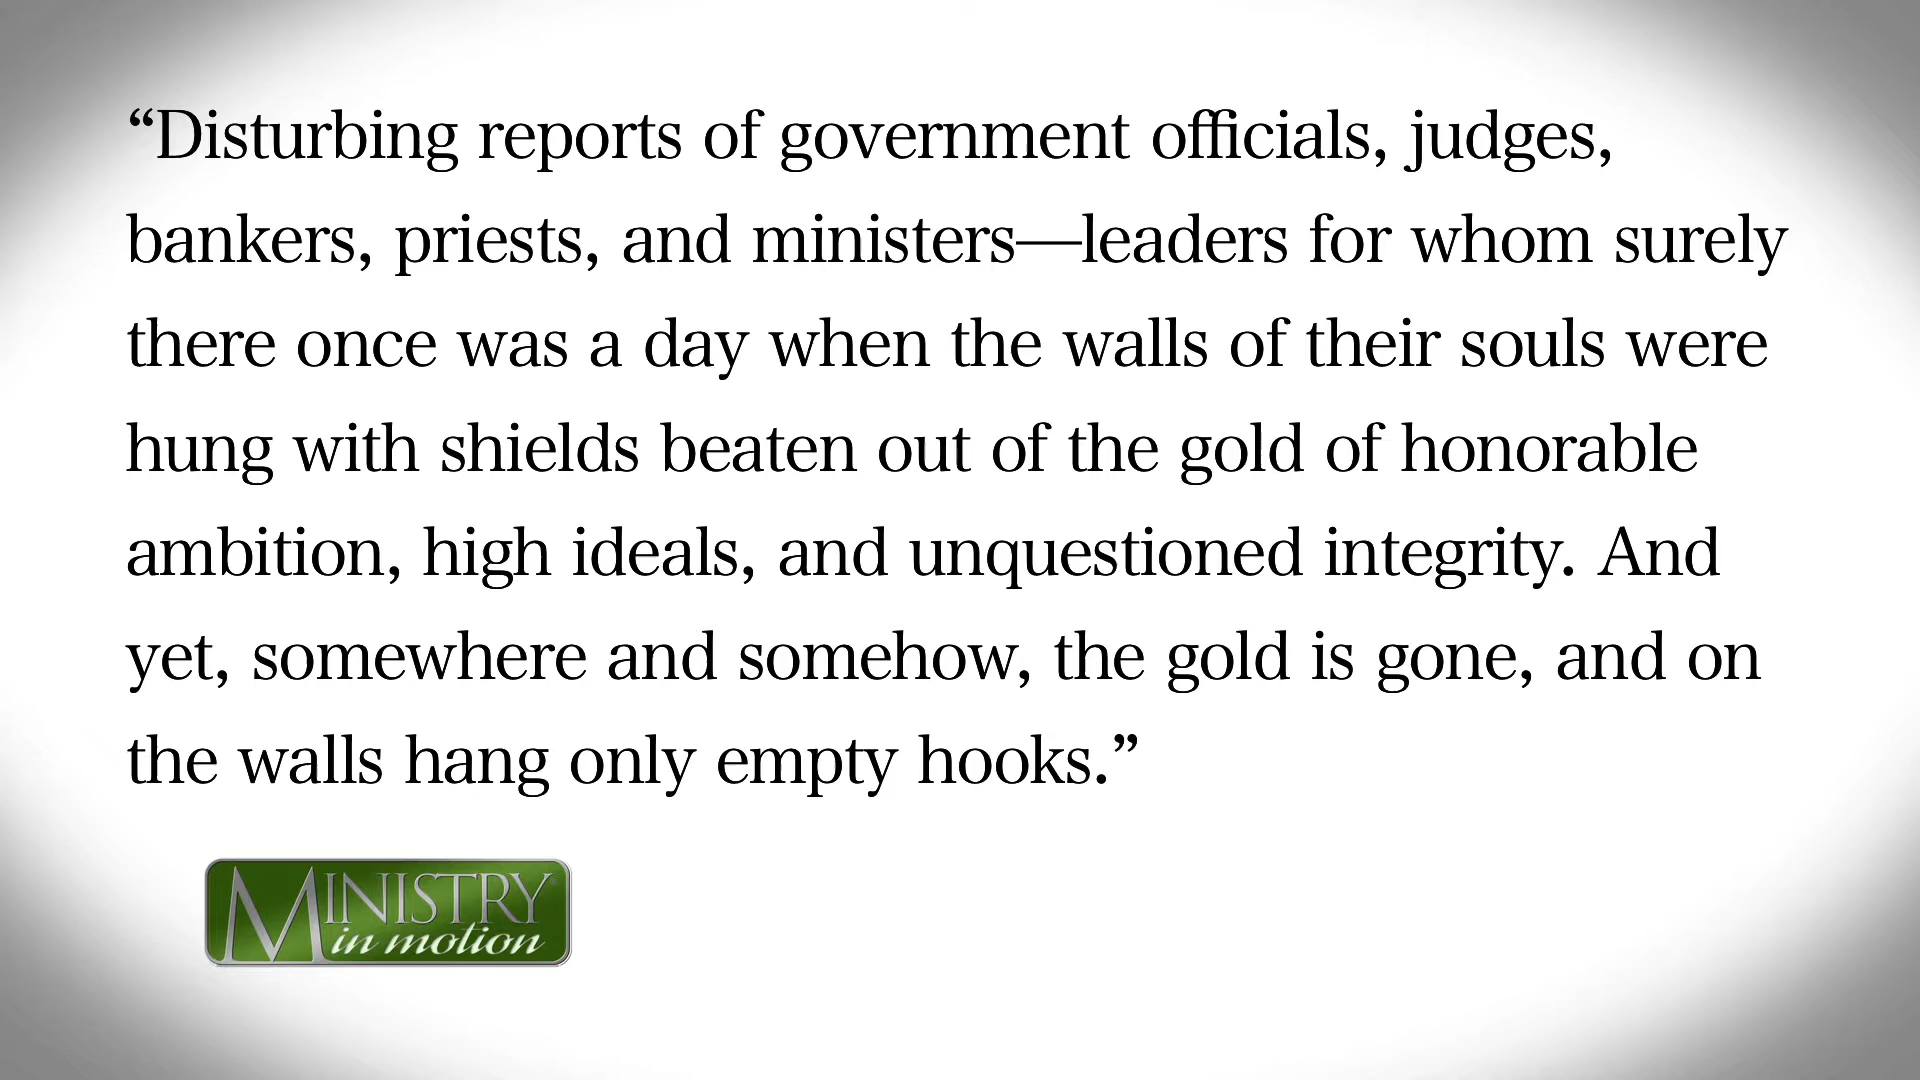 “Disturbing reports of government officials, judges,
bankers, priests, and ministers—leaders for whom surely
there once was a day when the walls of their souls were
hung with shields beaten out of the gold of honorable
ambition, high ideals, and unquestioned integrity. And
yet, somewhere and somehow, the gold is gone, and on
the walls hang only empty hooks.”
MINISTRY
in motion